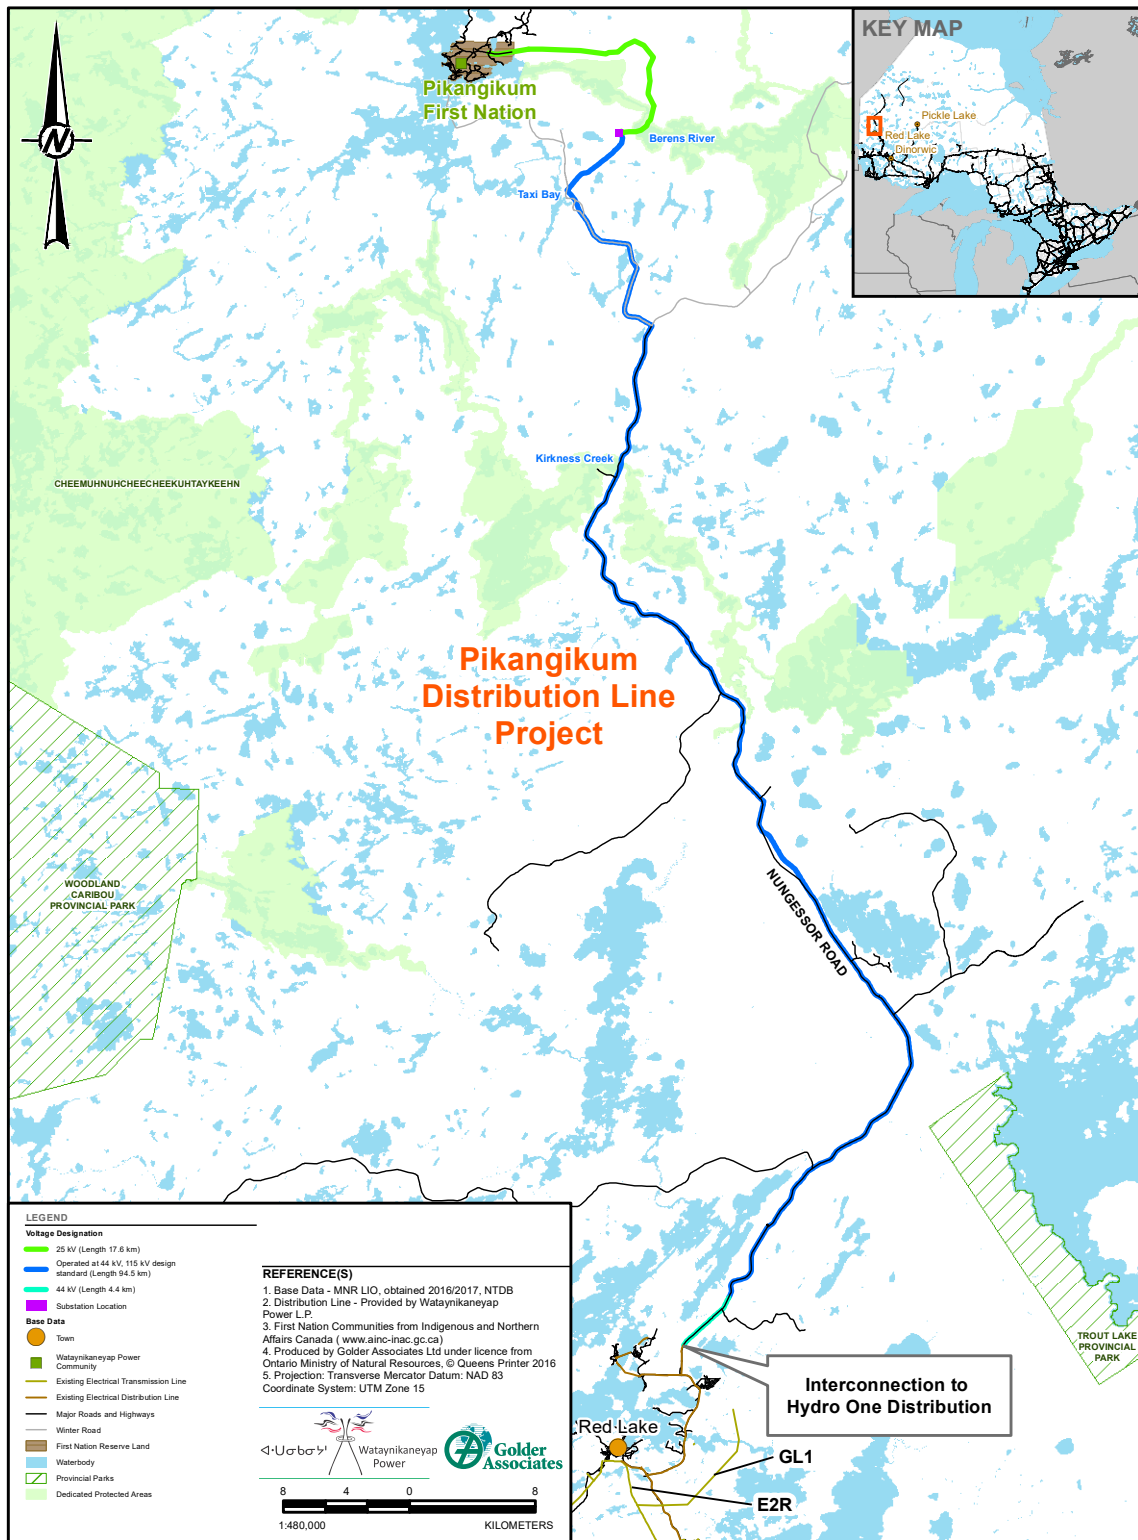 KEY MAP
Pickle Lake
Red Lake
Dinorwic
N
Pikangikum
First Nation
Berens River
Taxi Bay
Kirkness Creek
CHEEMUHNUHCHEECHEEKUHTAYKEEHN
Pikangikum
Distribution Line
Project
WOODLAND
CARIBOU
PROVINCIAL PARK
NUNGESSOR ROAD
TROUT LAKE
PROVINCIAL
PARK
Interconnection to
Hydro One Distribution
Red Lake
GL1
E2R
LEGEND
Voltage Designation
25 kV (Length 17.6 km)
Operated at 44 kV, 115 kV design
standard (Length 94.5 km)
44 kV (Length 4.4 km)
Substation Location
Base Data
Town
Wataynikaneyap Power
Community
Existing Electrical Transmission Line
Existing Electrical Distribution Line
Major Roads and Highways
Winter Road
First Nation Reserve Land
Waterbody
Provincial Parks
Dedicated Protected Areas
REFERENCE(S)
1. Base Data - MNR LIO, obtained 2016/2017, NTDB
2. Distribution Line - Provided by Wataynikaneyap
Power L.P.
3. First Nation Communities from Indigenous and Northern
Affairs Canada ( www.ainc-inac.gc.ca)
4. Produced by Golder Associates Ltd under licence from
Ontario Ministry of Natural Resources, © Queens Printer 2016
5. Projection: Transverse Mercator Datum: NAD 83
Coordinate System: UTM Zone 15
Wataynikaneyap
Power
Golder
Associates
8 4 0 8
1:480,000 KILOMETERS